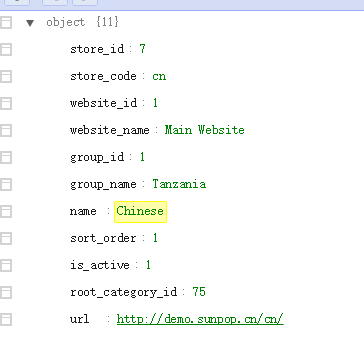 object {11}
store_id : 7
store_code : cn
website_id : 1
website_name : Main Website
group_id : 1
group_name : Tanzania
name : Chinese
sort_order : 1
is_active : 1
root_category_id : 75
url : http://demo.sunpop.cn/cn/